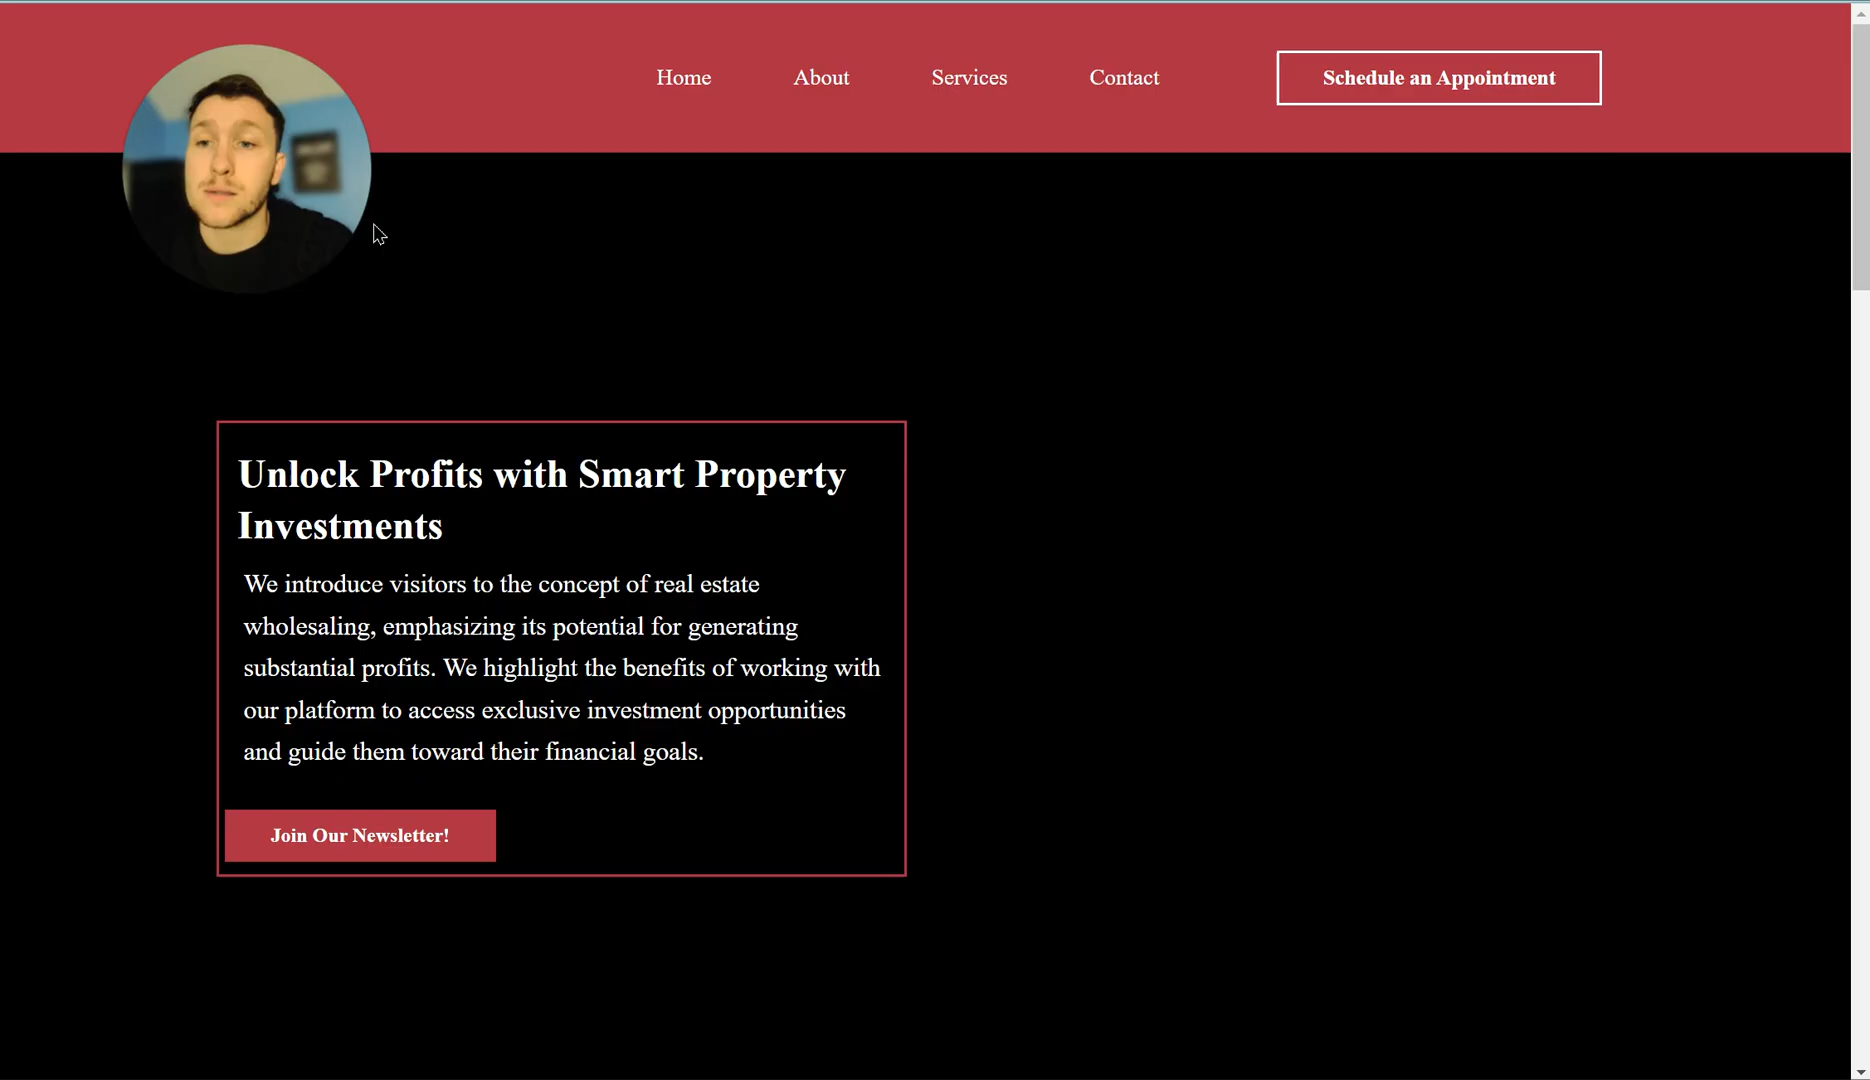 Home
About
Services
Contact
Schedule an Appointment
Unlock Profits with Smart Property
Investments
We introduce visitors to the concept of real estate
wholesaling, emphasizing its potential for generating
substantial profits. We highlight the benefits of working with
our platform to access exclusive investment opportunities
and guide them toward their financial goals.
Join Our Newsletter!